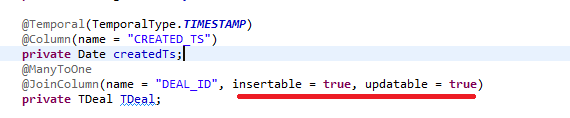 @Temporal(TemporalType.TIMESTAMP)
@Column(name = "CREATED_TS")
private Date createdTs;
@ManyToOne
@JoinColumn(name = "DEAL_ID", insertable = true, updatable = true)
private TDeal TDeal;